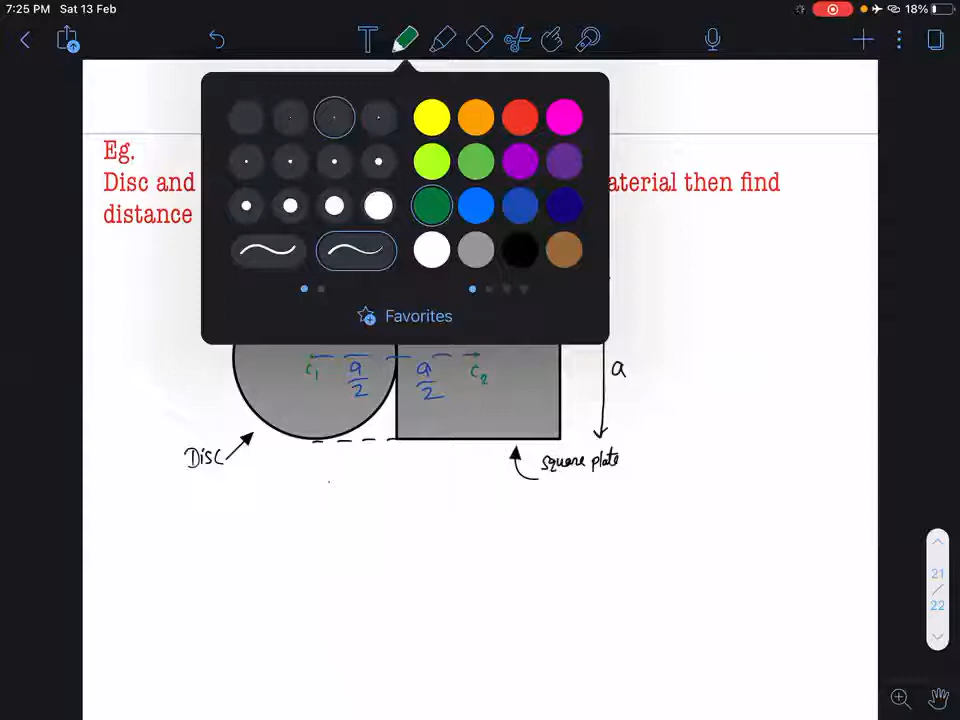 7:25 PM Sat 13 Feb
18%
T
Favorites
Eg.
Disc and aterial then find
distance
C1 a/2 a/2 C2
a
Disc
square plate
21
/
22